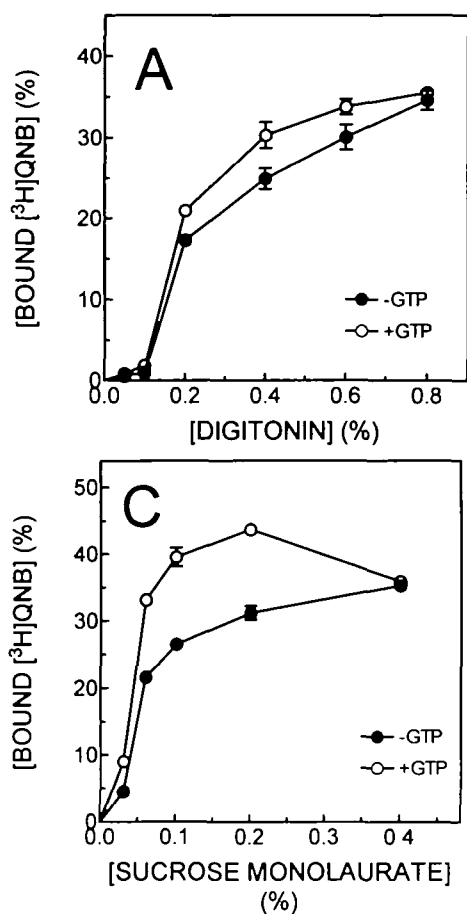 A
[BOUND [³H]QNB] (%)
40
30
20
10
0
-GTP
+GTP
0.0 0.2 0.4 0.6 0.8
[DIGITONIN] (%)
C
[BOUND [³H]QNB] (%)
50
40
30
20
10
0
-GTP
+GTP
0.0 0.1 0.2 0.3 0 4
[SUCROSE MONOLAURATE]
(%)